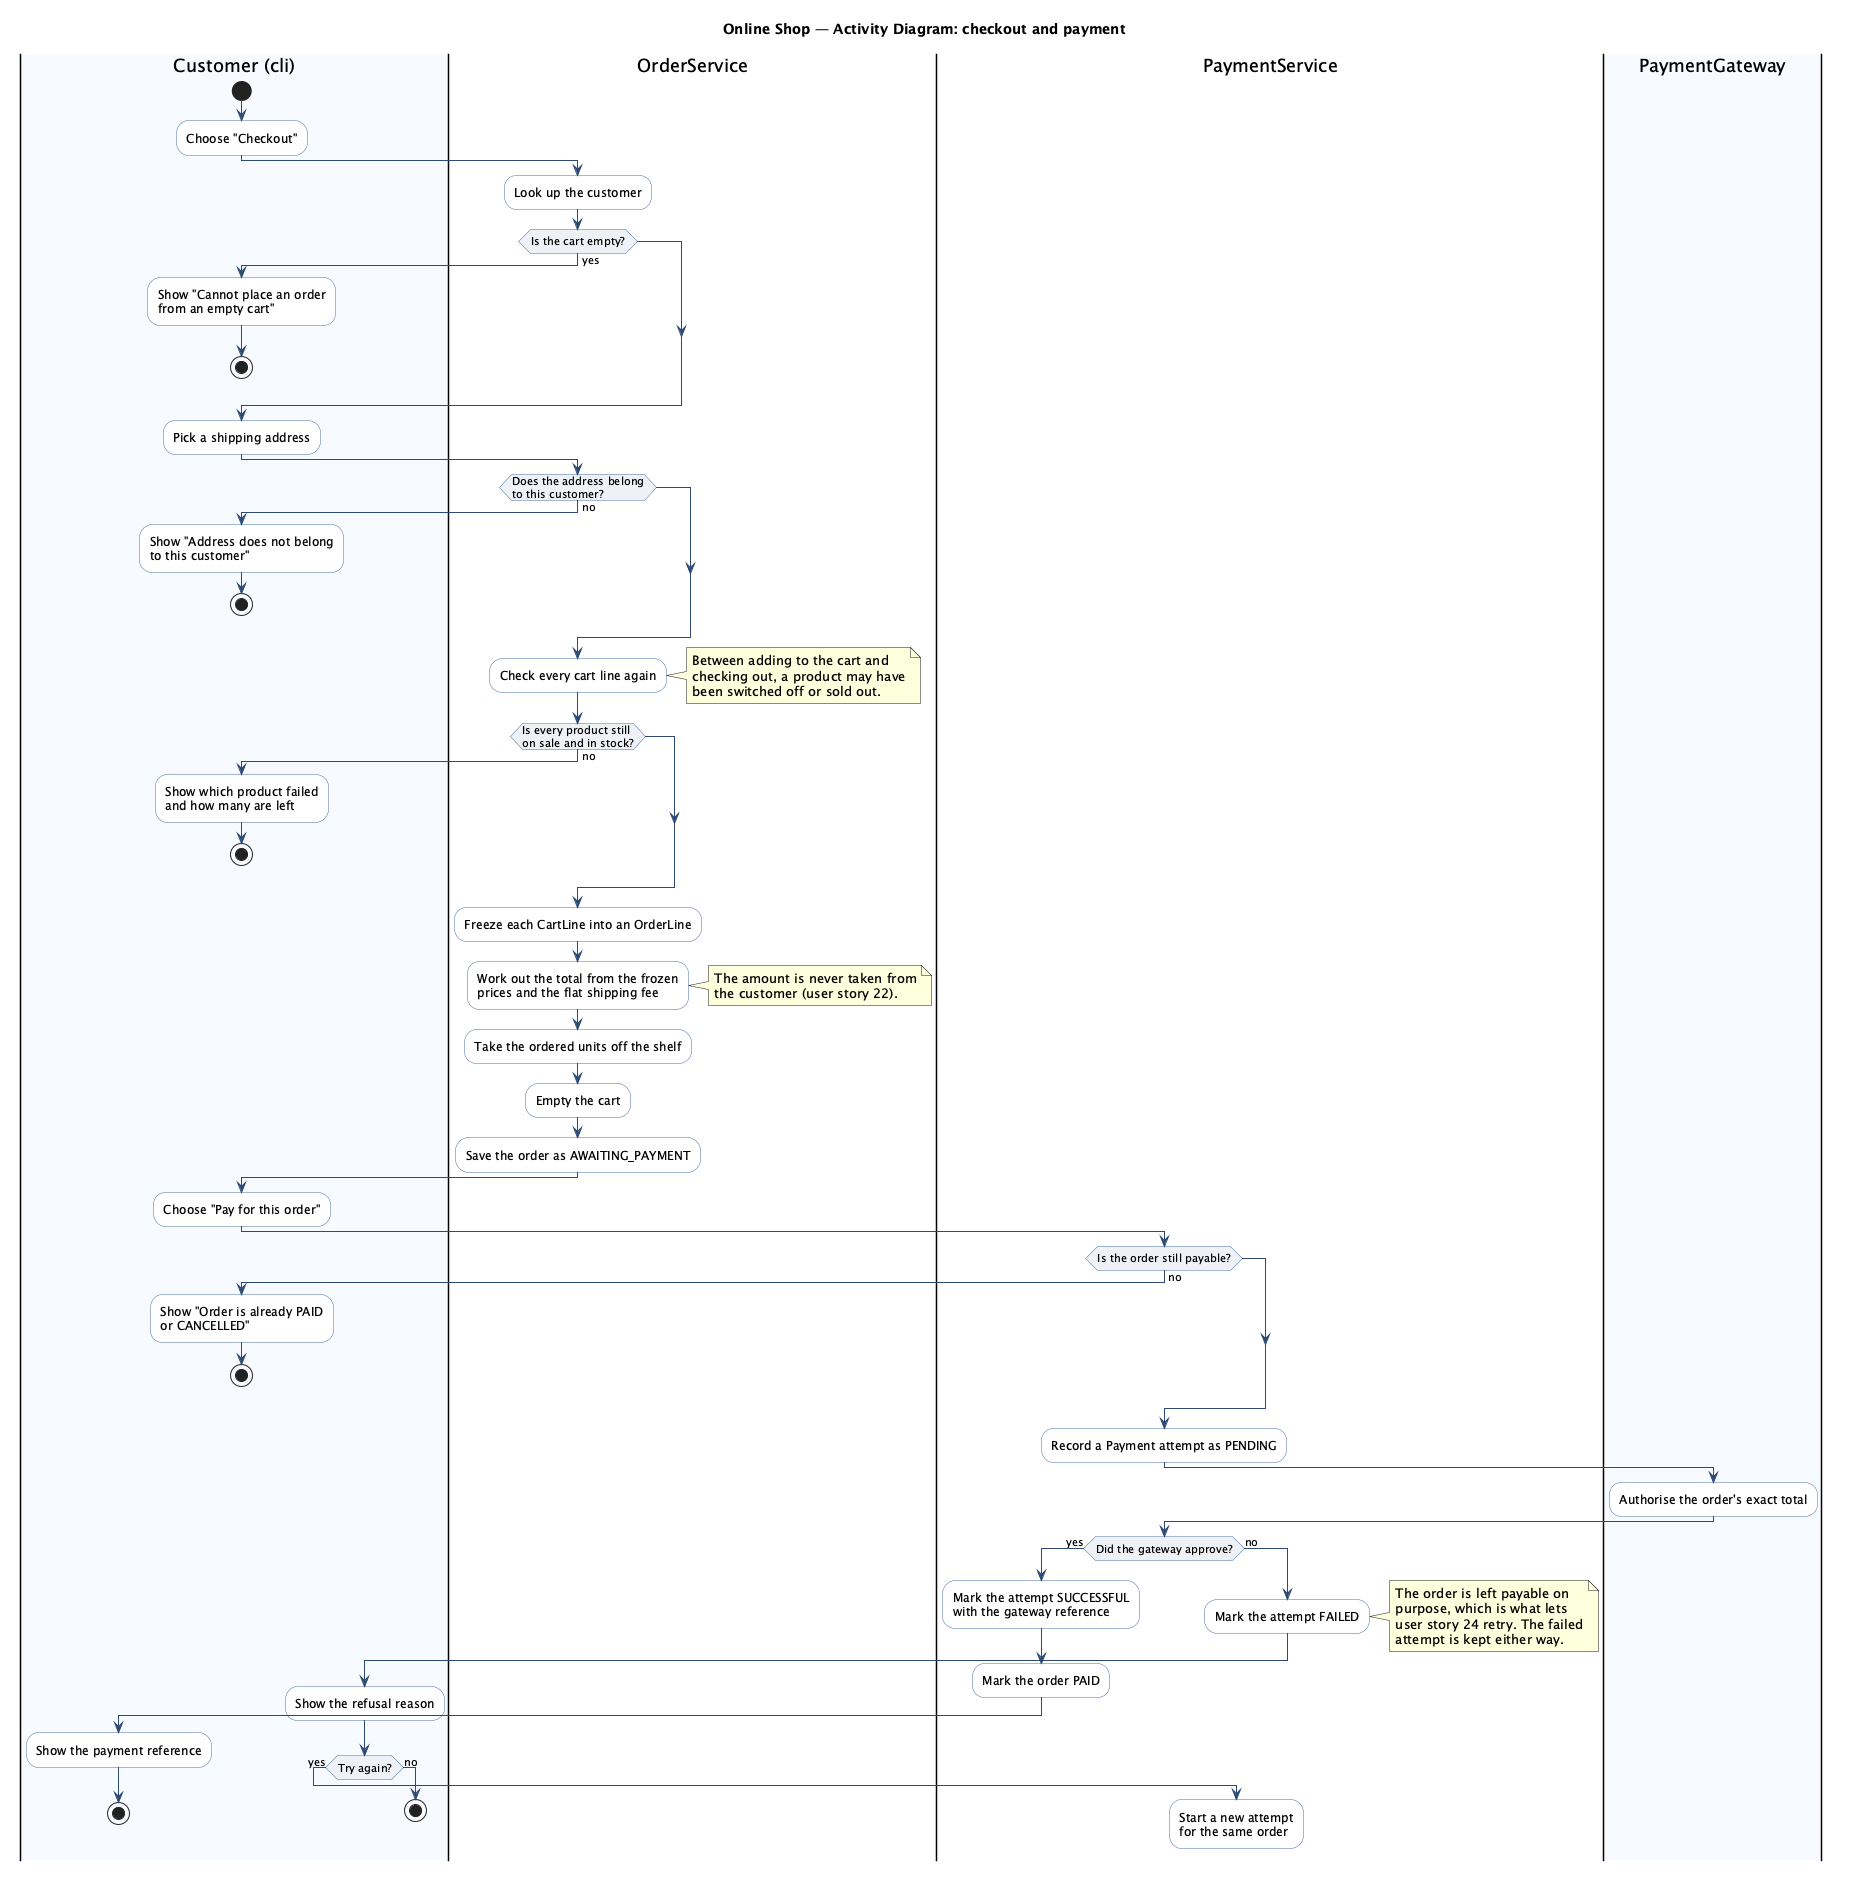 Online Shop — Activity Diagram: checkout and payment
Customer (cli)
OrderService
PaymentService
PaymentGateway
Choose "Checkout"
Look up the customer
Is the cart empty?
yes
Show "Cannot place an order
from an empty cart"
Pick a shipping address
Does the address belong
to this customer?
no
Show "Address does not belong
to this customer"
Check every cart line again
Between adding to the cart and
checking out, a product may have
been switched off or sold out.
Is every product still
on sale and in stock?
no
Show which product failed
and how many are left
Freeze each CartLine into an OrderLine
Work out the total from the frozen
prices and the flat shipping fee
The amount is never taken from
the customer (user story 22).
Take the ordered units off the shelf
Empty the cart
Save the order as AWAITING_PAYMENT
Choose "Pay for this order"
Is the order still payable?
no
Show "Order is already PAID
or CANCELLED"
Record a Payment attempt as PENDING
Authorise the order's exact total
yes
Did the gateway approve?
no
Mark the attempt SUCCESSFUL
with the gateway reference
Mark the attempt FAILED
The order is left payable on
purpose, which is what lets
user story 24 retry. The failed
attempt is kept either way.
Mark the order PAID
Show the refusal reason
Show the payment reference
yes
Try again?
no
Start a new attempt
for the same order